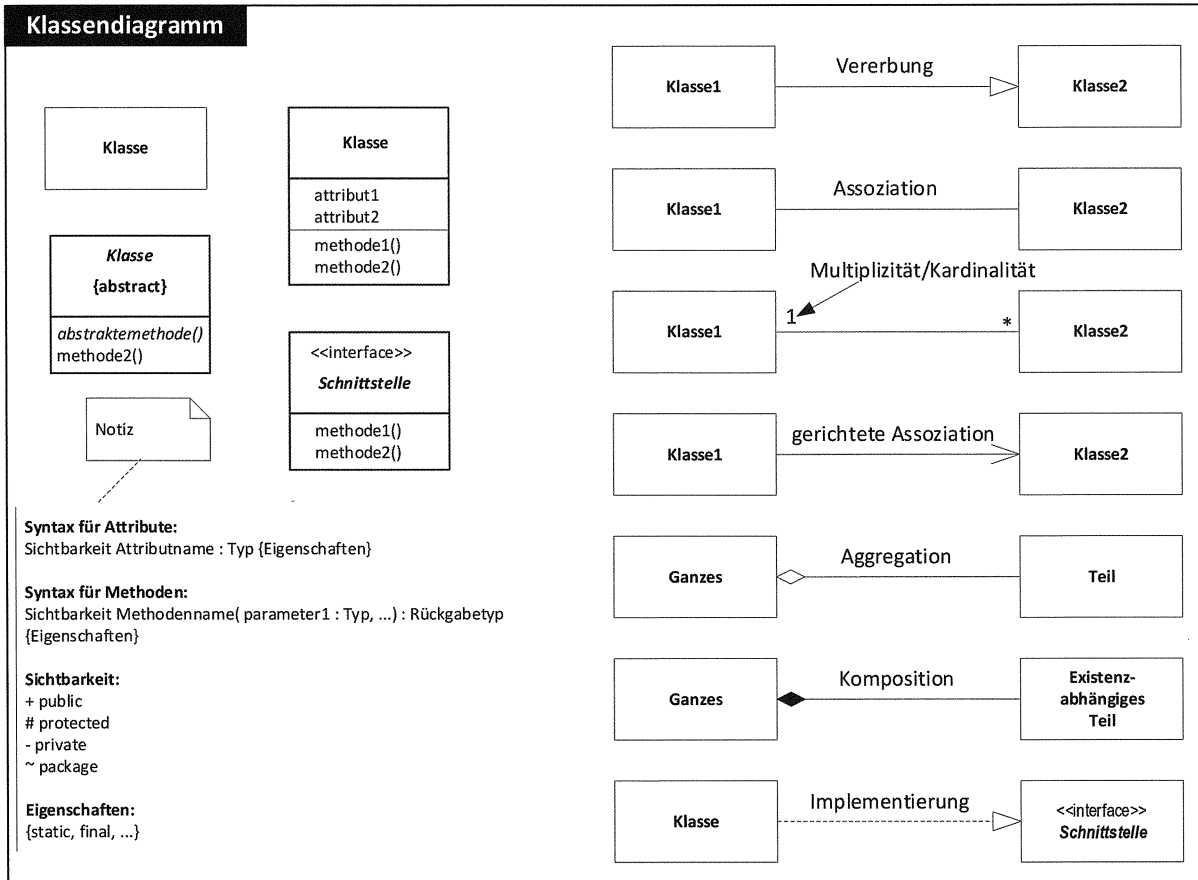 Klassendiagramm
Klasse
Klasse
attribut1
attribut2
methode1()
methode2()
Klasse
{abstract}
abstraktemethode()
methode2()
<<interface>>
Schnittstelle
methode1()
methode2()
Notiz
Syntax für Attribute:
Sichtbarkeit Attributname : Typ {Eigenschaften}
Syntax für Methoden:
Sichtbarkeit Methodenname( parameter1 : Typ, ...) : Rückgabetyp
{Eigenschaften}
Sichtbarkeit:
+ public
# protected
- private
~ package
Eigenschaften:
{static, final, ...}
Klasse1
Vererbung
Klasse2
Klasse1
Assoziation
Klasse2
Multiplizität/Kardinalität
Klasse1
1
*
Klasse2
Klasse1
gerichtete Assoziation
Klasse2
Ganzes
Aggregation
Teil
Ganzes
Komposition
Existenz-
abhängiges
Teil
Klasse
Implementierung
<<interface>>
Schnittstelle